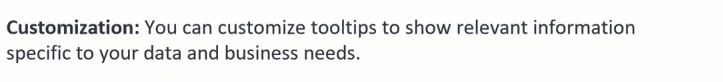 Customization: You can customize tooltips to show relevant information
specific to your data and business needs.